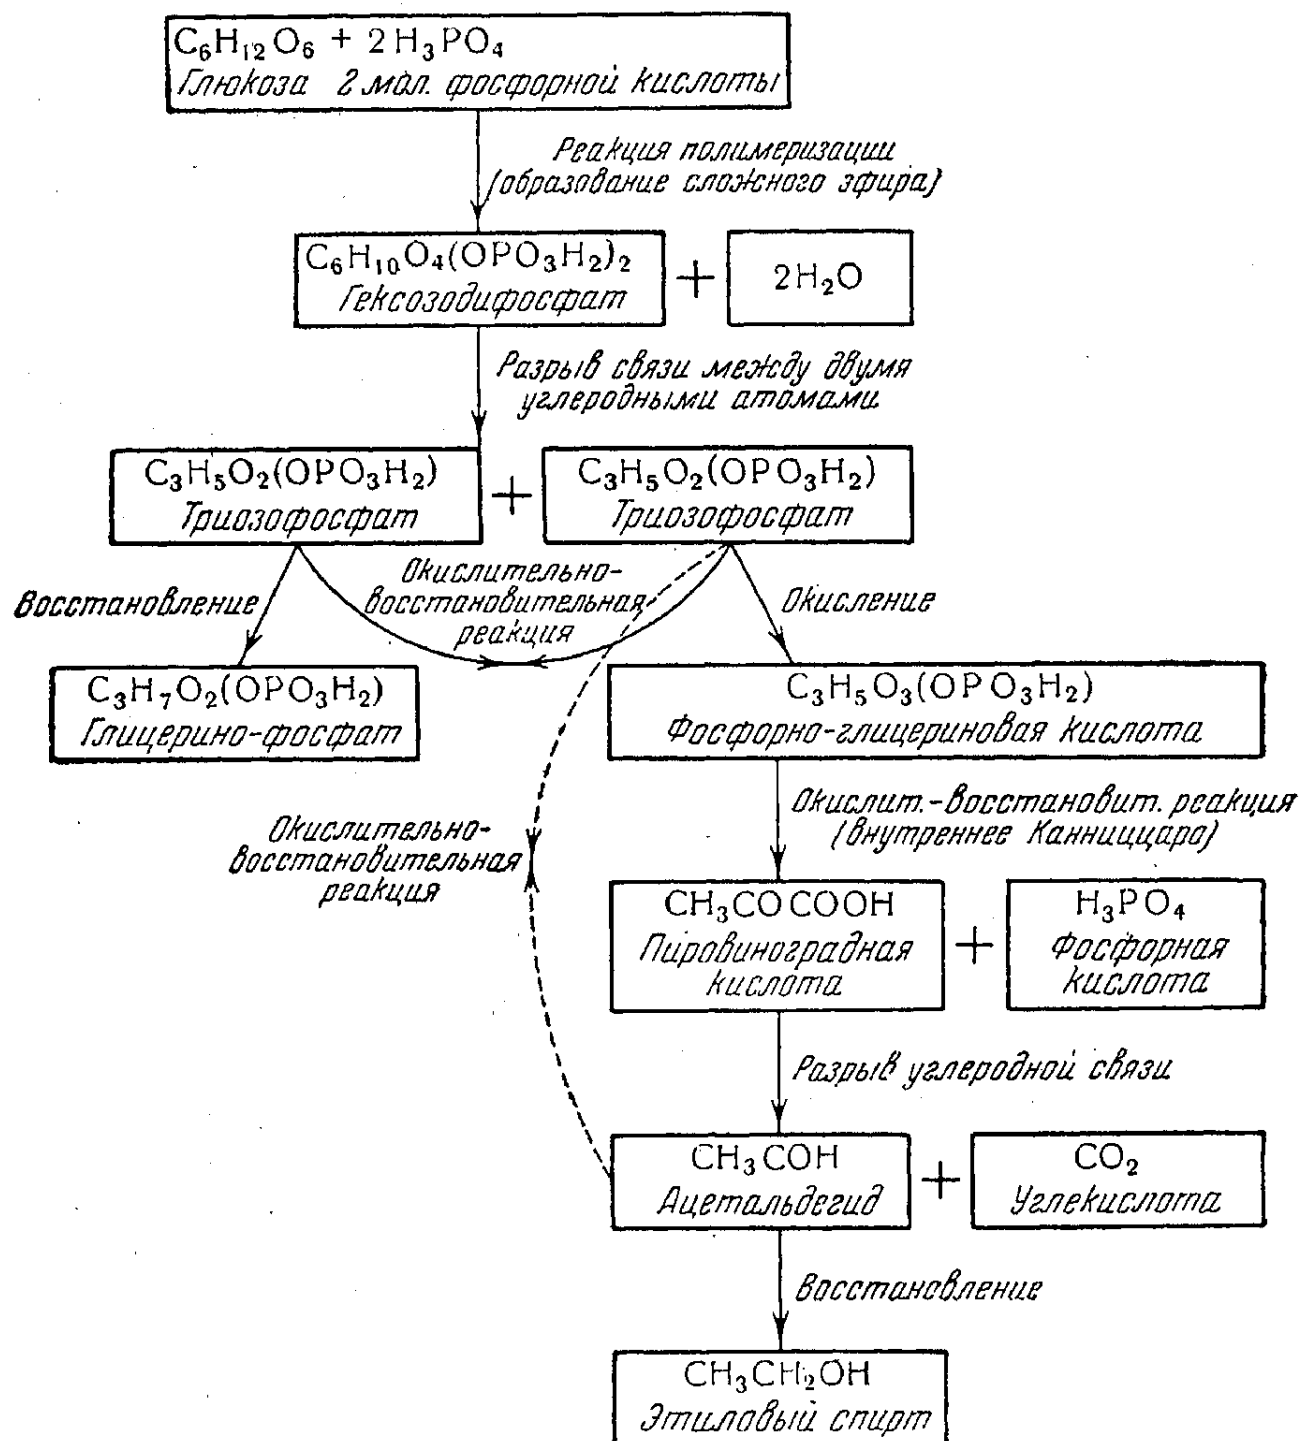 C₆H₁₂O₆ + 2H₃PO₄
Глюкоза 2 мол. фосфорной кислоты
Реакция полимеризации
(образование сложного эфира)
C₆H₁₀O₄(OPO₃H₂)₂
Гексозодифосфат
+
2H₂O
Разрыв связи между двумя
углеродными атомами
C₃H₅O₂(OPO₃H₂)
Триозофосфат
+
C₃H₅O₂(OPO₃H₂)
Триозофосфат
Восстановление
Окислительно-
восстановительная
реакция
Окисление
C₃H₇O₂(OPO₃H₂)
Глицерино-фосфат
C₃H₅O₃(OPO₃H₂)
Фосфорно-глицериновая кислота
Окислительно-
восстановительная
реакция
Окислит.-восстановит. реакция
(внутреннее Канниццаро)
CH₃COCOOH
Пировиноградная
кислота
+
H₃PO₄
Фосфорная
кислота
Разрыв углеродной связи
CH₃COH
Ацетальдегид
+
CO₂
Углекислота
Восстановление
CH₃CH₂OH
Этиловый спирт